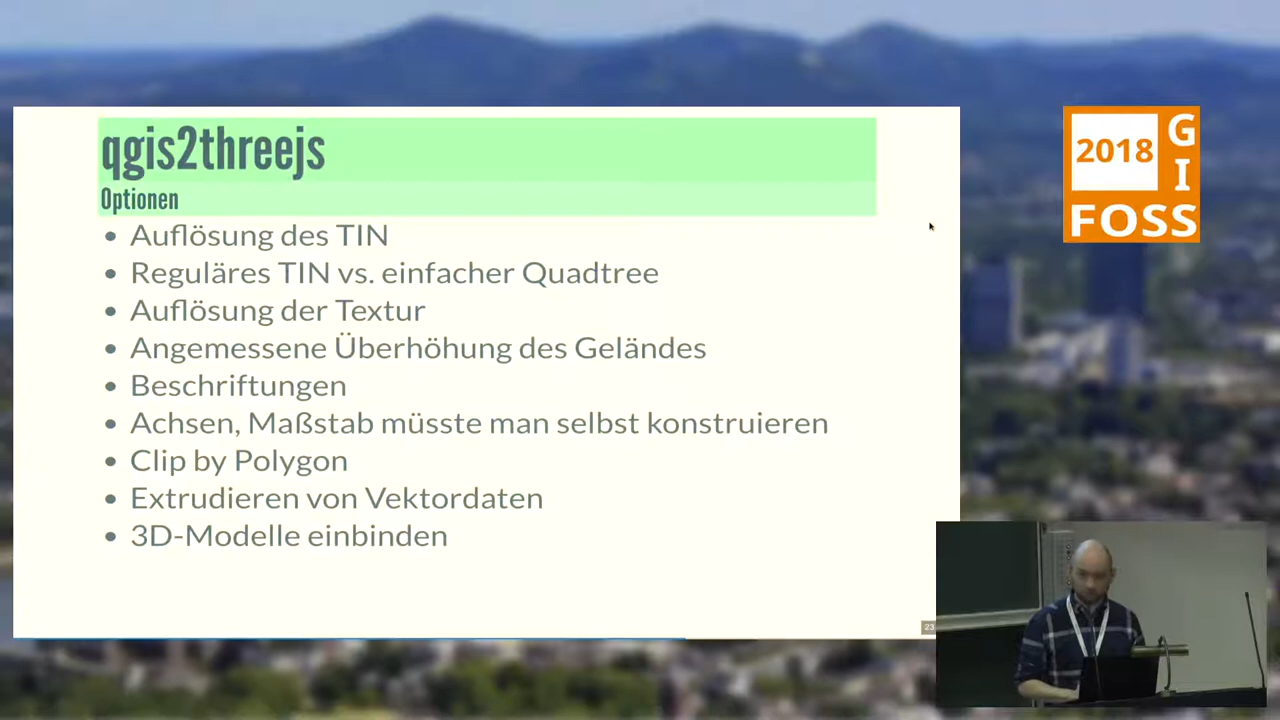 qgis2threejs
Optionen
• Auflösung des TIN
• Reguläres TIN vs. einfacher Quadtree
• Auflösung der Textur
• Angemessene Überhöhung des Geländes
• Beschriftungen
• Achsen, Maßstab müsste man selbst konstruieren
• Clip by Polygon
• Extrudieren von Vektordaten
• 3D-Modelle einbinden
23
2018 G
I
FOSS